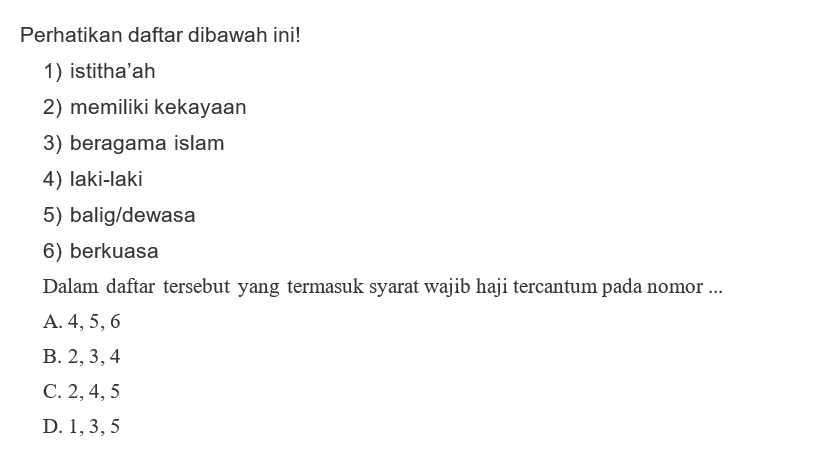 Perhatikan daftar dibawah ini!
1) istitha’ah
2) memiliki kekayaan
3) beragama islam
4) laki-laki
5) balig/dewasa
6) berkuasa
Dalam daftar tersebut yang termasuk syarat wajib haji tercantum pada nomor ...
A. 4, 5, 6
B. 2, 3, 4
C. 2, 4, 5
D. 1, 3, 5